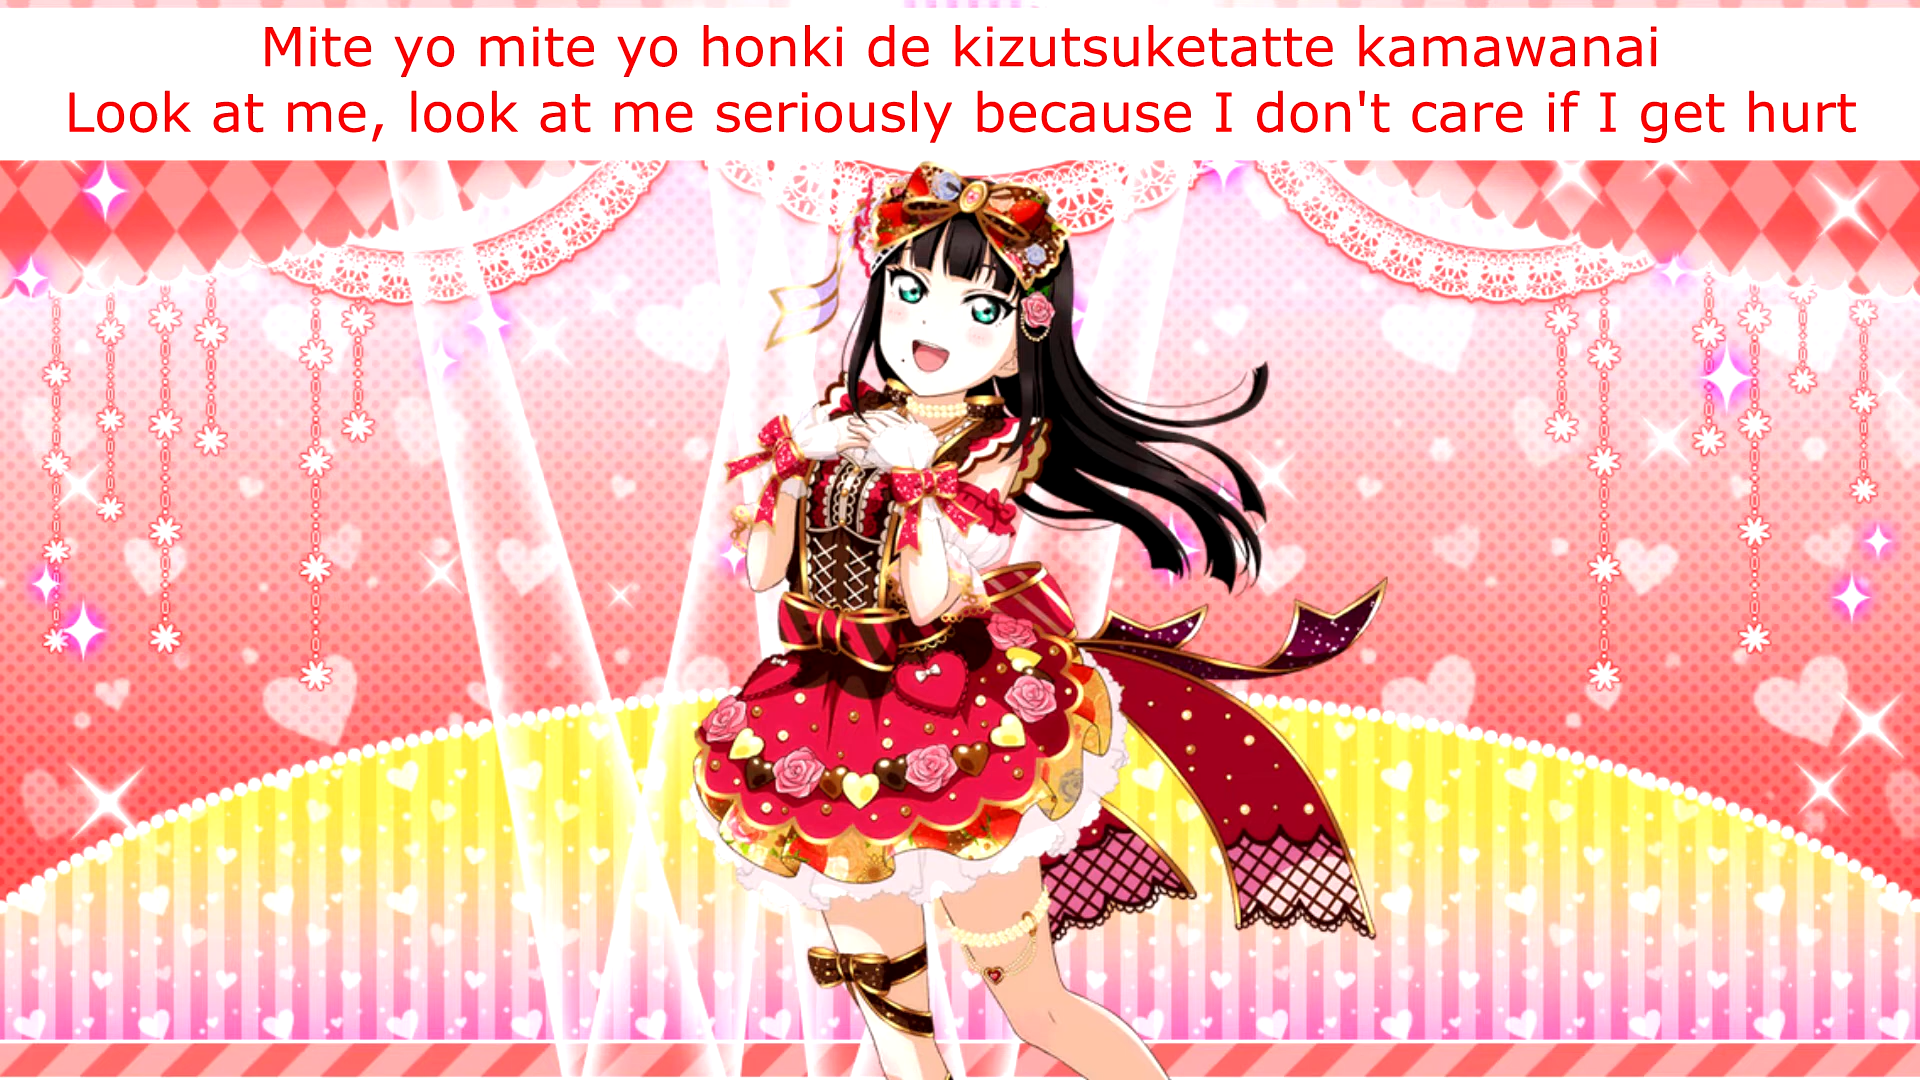 Mite yo mite yo honki de kizutsuketatte kamawanai
Look at me, look at me seriously because I don't care if I get hurt